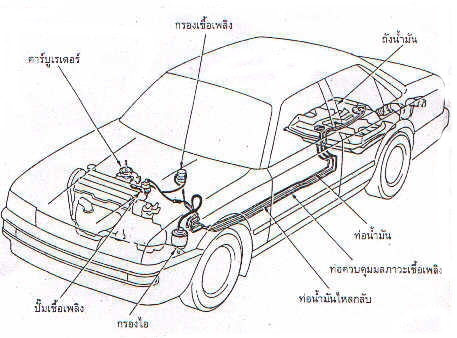 กรองเชื้อเพลิง
ถังน้ำมัน
คาร์บูเรเตอร์
ท่อน้ำมัน
ท่อควบคุมมลภาวะเชื้อเพลิง
ท่อน้ำมันไหลกลับ
ปั๊มเชื้อเพลิง
กรองไอ